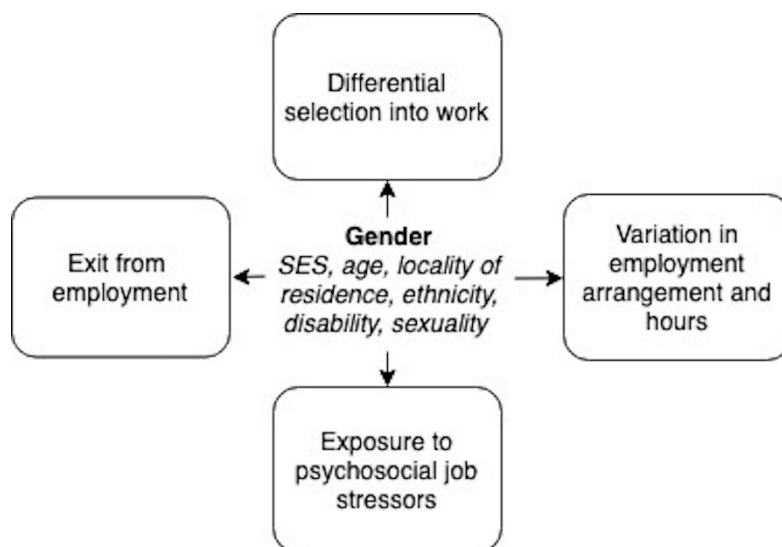 Differential
selection into work
Exit from
employment
Gender
SES, age, locality of
residence, ethnicity,
disability, sexuality
Variation in
employment
arrangement and
hours
Exposure to
psychosocial job
stressors